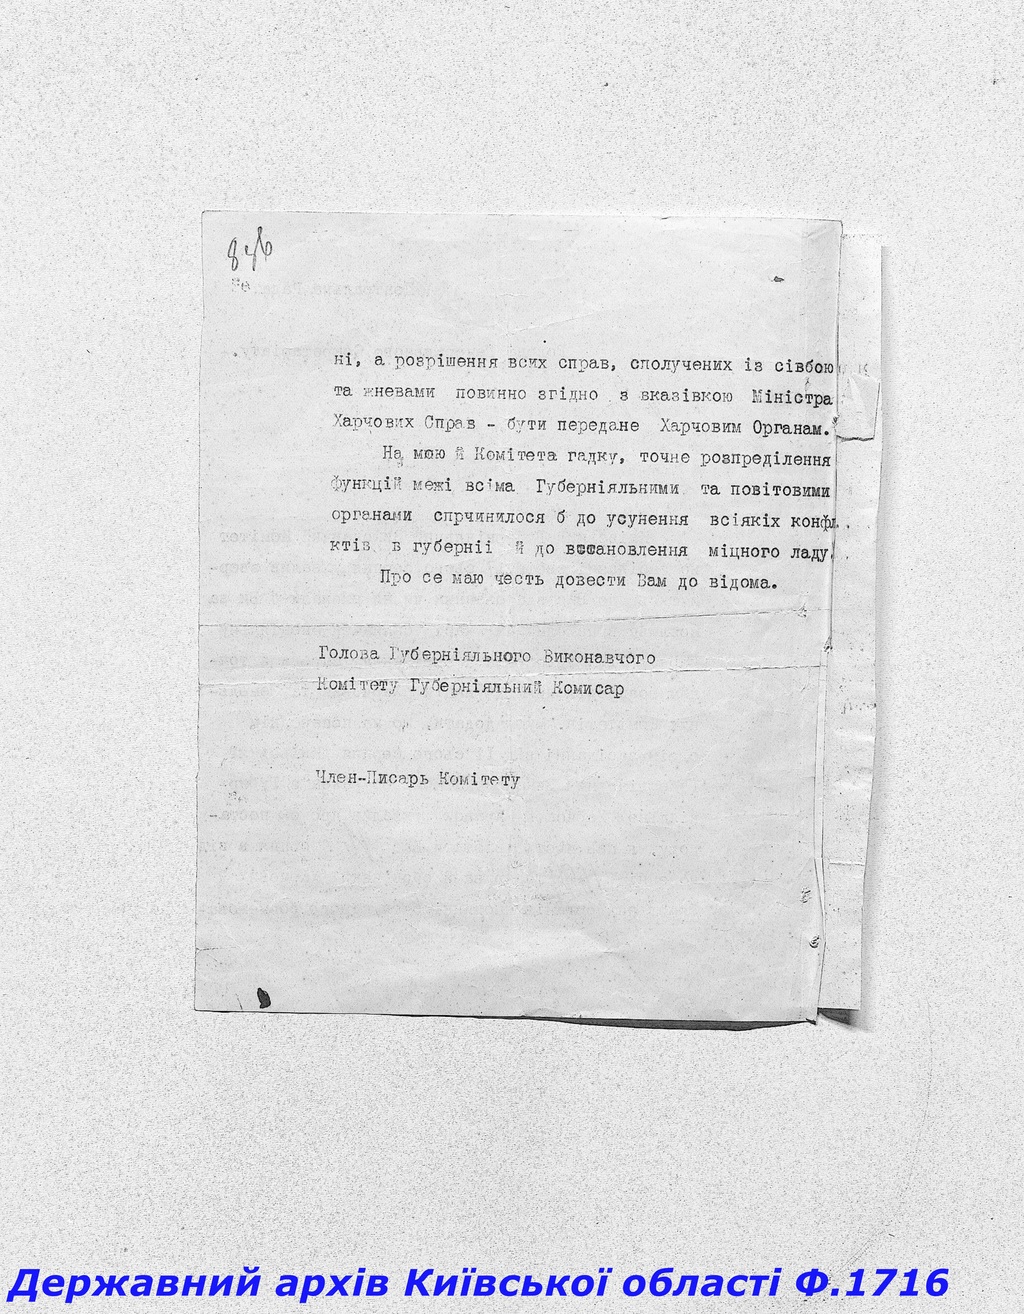 ні, а розрішення всих справ, сполучених із сівбою
та жневами повинно згідно з вказівкою Міністра
Харчових Справ - бути передане Харчовим Органам.
На мою й Комітета гадку, точне розпреділення
функцій межі всіма Губерніяльними та повітовими
органами спрчинилося б до усунення всіяких конфл
ктів в губерніі й до встановлення міцного ладу.
Про се маю честь довести Вам до відома.
Голова Губерніяльного Виконавчого
Комітету Губерніяльний Комисар
Член-Писарь Комітету
Державний архів Київської області Ф.1716